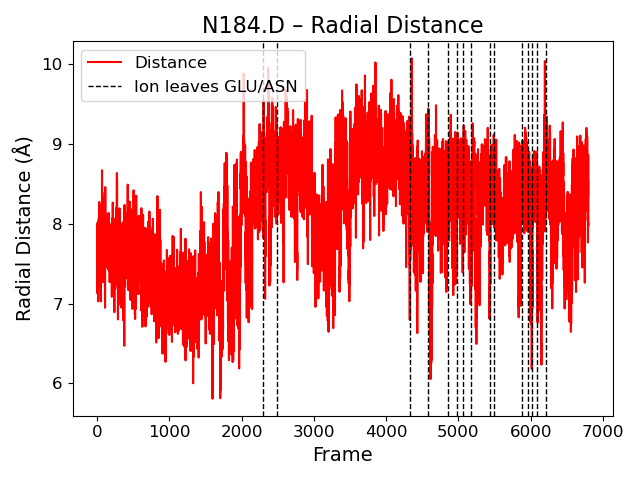 N184.D – Radial Distance
Distance
Ion leaves GLU/ASN
Radial Distance (Å)
10
9
8
7
6
0 1000 2000 3000 4000 5000 6000 7000
Frame